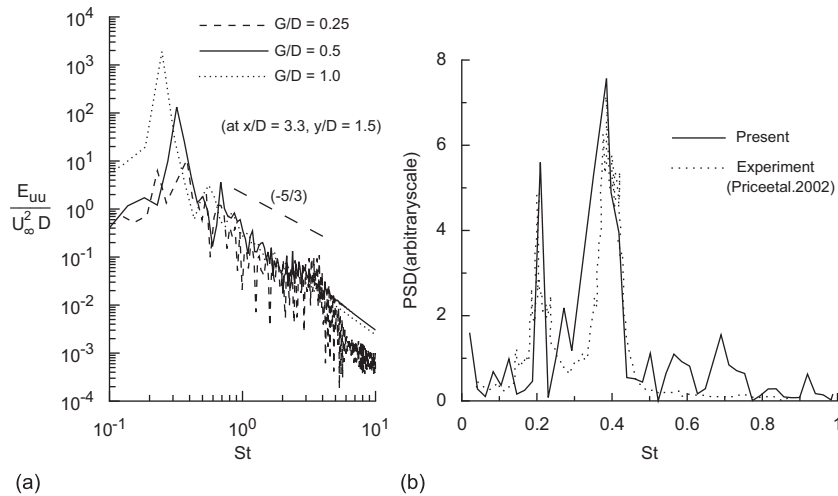 10^4
10^3
10^2
10^1
10^0
10^-1
10^-2
10^-3
10^-4
E_uu
U_∞^2 D
G/D = 0.25
G/D = 0.5
G/D = 1.0
(at x/D = 3.3, y/D = 1.5)
(-5/3)
10^-1
10^0
10^1
St
(a)
8
6
4
2
0
PSD(arbitraryscale)
Present
Experiment
(Priceetal.2002)
0
0.2
0.4
0.6
0.8
1
St
(b)